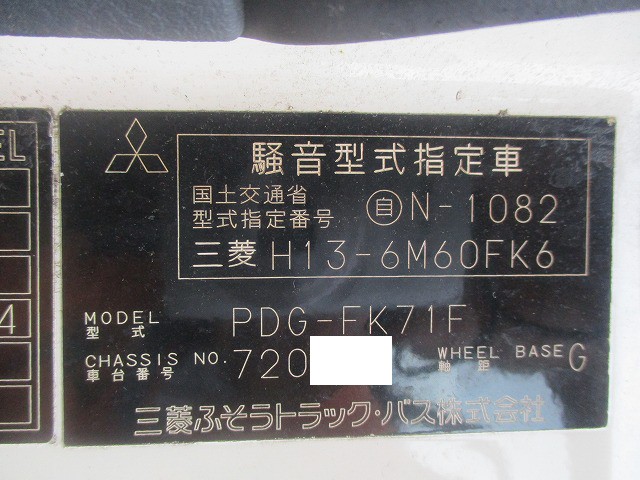 騒音型式指定車
国土交通省
型式指定番号 自N-1082
三菱 H13-6M60FK6
MODEL
型式 PDG-FK71F
CHASSIS NO. 720 WHEEL BASE G
車台番号 軸距
三菱ふそうトラック・バス株式会社
EL
4